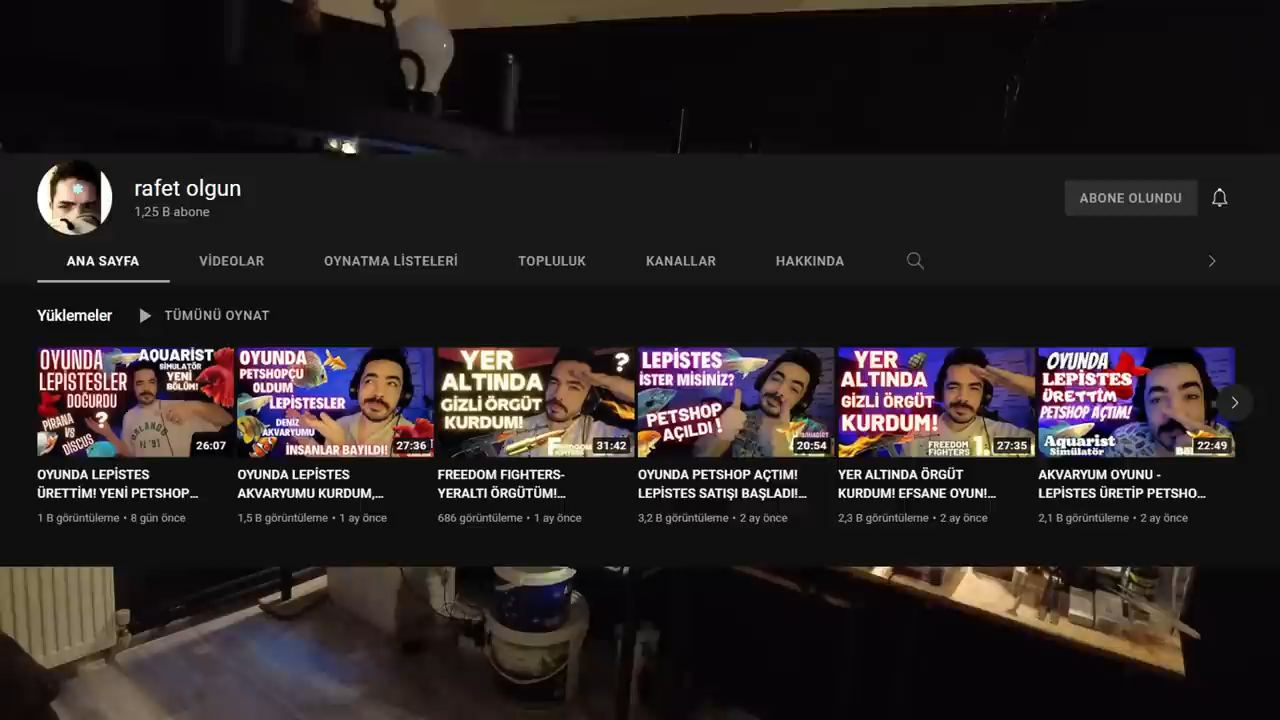 rafet olgun
1,25 B abone
ABONE OLUNDU
ANA SAYFA
VİDEOLAR
OYNATMA LİSTELERİ
TOPLULUK
KANALLAR
HAKKINDA
Yüklemeler
TÜMÜNÜ OYNAT
OYUNDA
LEPİSTESLER
DOĞURDU
AQUARİST
SİMULATÖR
YENİ
BÖLÜM!
PİRANA
VS
DISCUS
?
26:07
OYUNDA LEPİSTES
ÜRETTİM! YENİ PETSHOP...
1 B görüntüleme • 8 gün önce
OYUNDA
PETSHOPÇU
OLDUM
LEPİSTESLER
DENİZ
AKVARYUMU
İNSANLAR BAYILDI!
27:36
OYUNDA LEPİSTES
AKVARYUMU KURDUM,...
1,5 B görüntüleme • 1 ay önce
YER
ALTINDA
GİZLİ ÖRGÜT
KURDUM!
?
31:42
FREEDOM FIGHTERS-
YERALTI ÖRGÜTÜM!...
686 görüntüleme • 1 ay önce
LEPİSTES
İSTER MİSİNİZ?
PETSHOP
AÇILDI !
20:54
OYUNDA PETSHOP AÇTIM!
LEPİSTES SATIŞI BAŞLADI!...
3,2 B görüntüleme • 2 ay önce
YER
ALTINDA
GİZLİ ÖRGÜT
KURDUM!
FREEDOM
FIGHTERS
1.
27:35
YER ALTINDA ÖRGÜT
KURDUM! EFSANE OYUN!...
2,3 B görüntüleme • 2 ay önce
OYUNDA
LEPİSTES
ÜRETTİM
PETSHOP AÇTIM!
Aquarist
Simülatör
22:49
AKVARYUM OYUNU -
LEPİSTES ÜRETİP PETSHO...
2,1 B görüntüleme • 2 ay önce